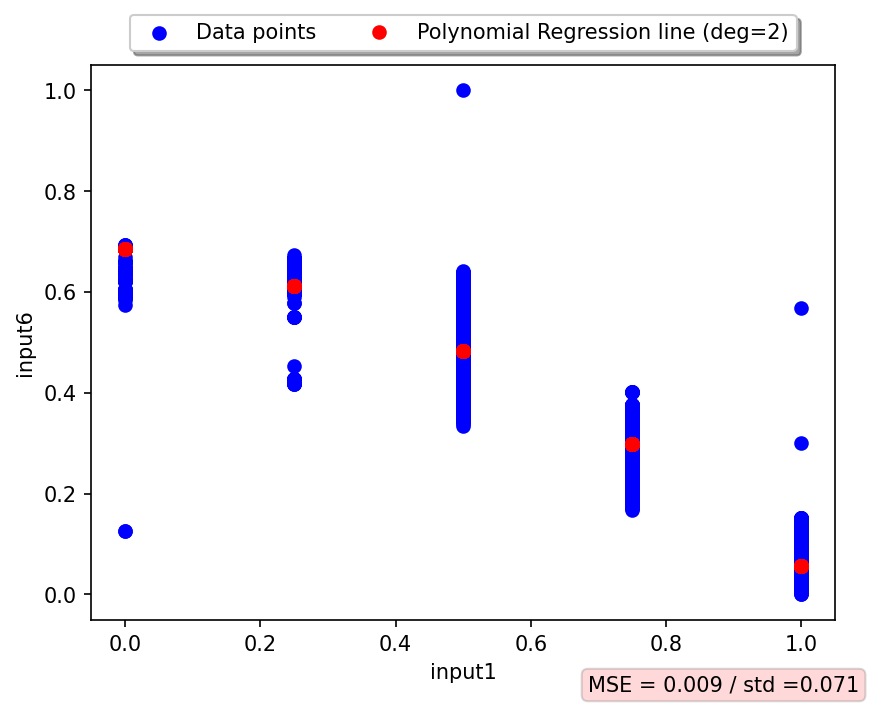 Data points
Polynomial Regression line (deg=2)
1.0
0.8
0.6
0.4
0.2
0.0
input6
0.0 0.2 0.4 0.6 0.8 1.0
input1
MSE = 0.009 / std =0.071